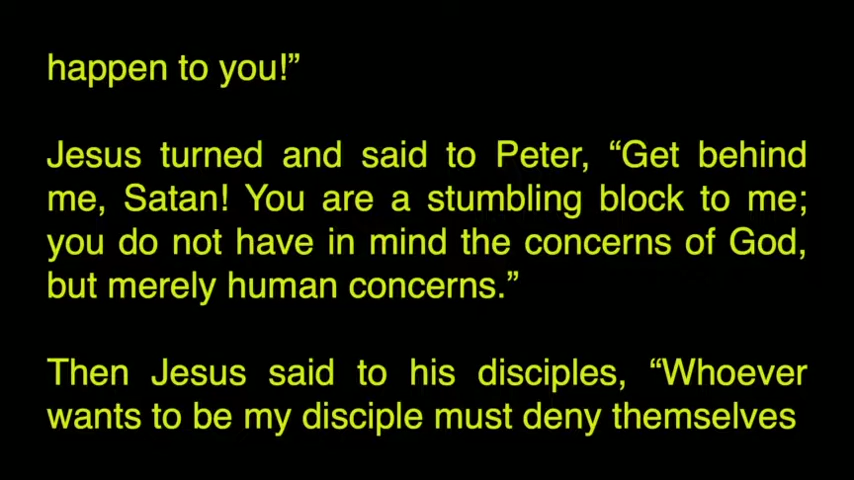 happen to you!”
Jesus turned and said to Peter, “Get behind
me, Satan! You are a stumbling block to me;
you do not have in mind the concerns of God,
but merely human concerns.”
Then Jesus said to his disciples, “Whoever
wants to be my disciple must deny themselves